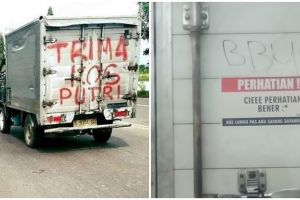 TRIMA
KOS
PUTRI
BBU
PERHATIAN !!
CIEEE PERHATIAN
BENER :*